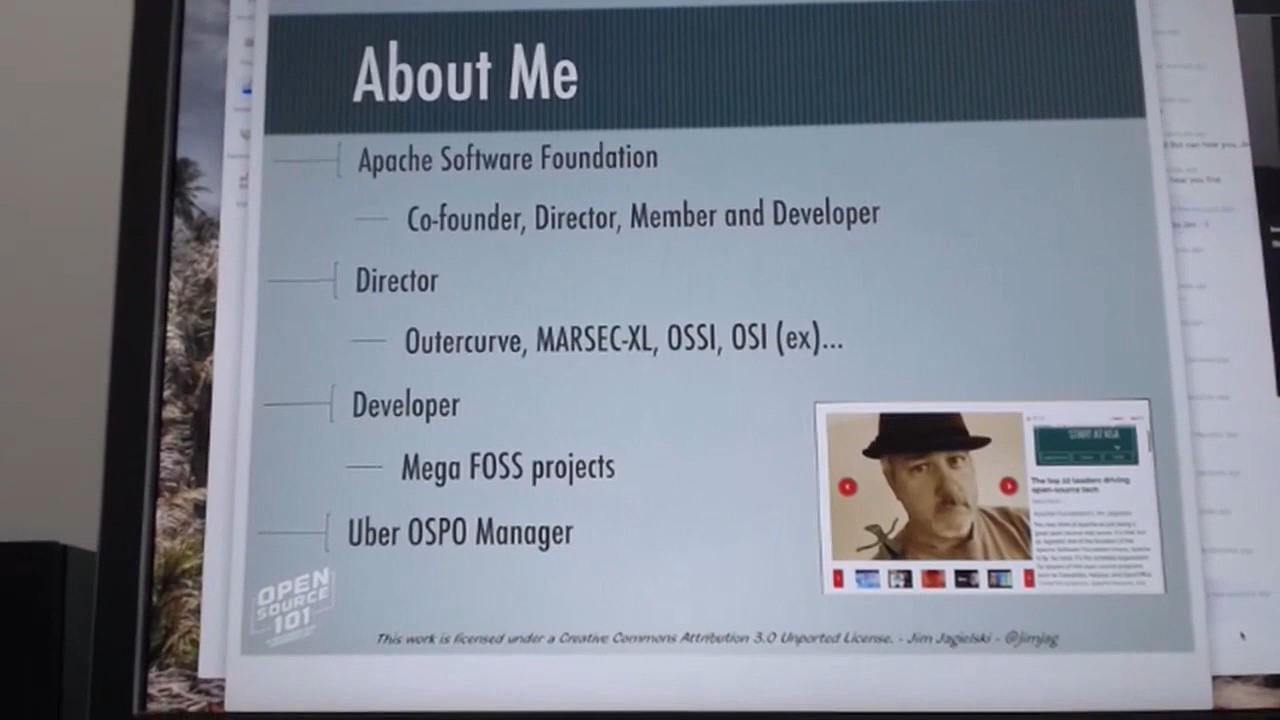 About Me
Apache Software Foundation
Co-founder, Director, Member and Developer
Director
Outercurve, MARSEC-XL, OSSI, OSI (ex)...
Developer
Mega FOSS projects
Uber OSPO Manager
START AT NGA
The top 10 leaders driving
open-source tech
OPEN
SOURCE
101
This work is licensed under a Creative Commons Attribution 3.0 Unported License. - Jim Jagielski - @jimjag